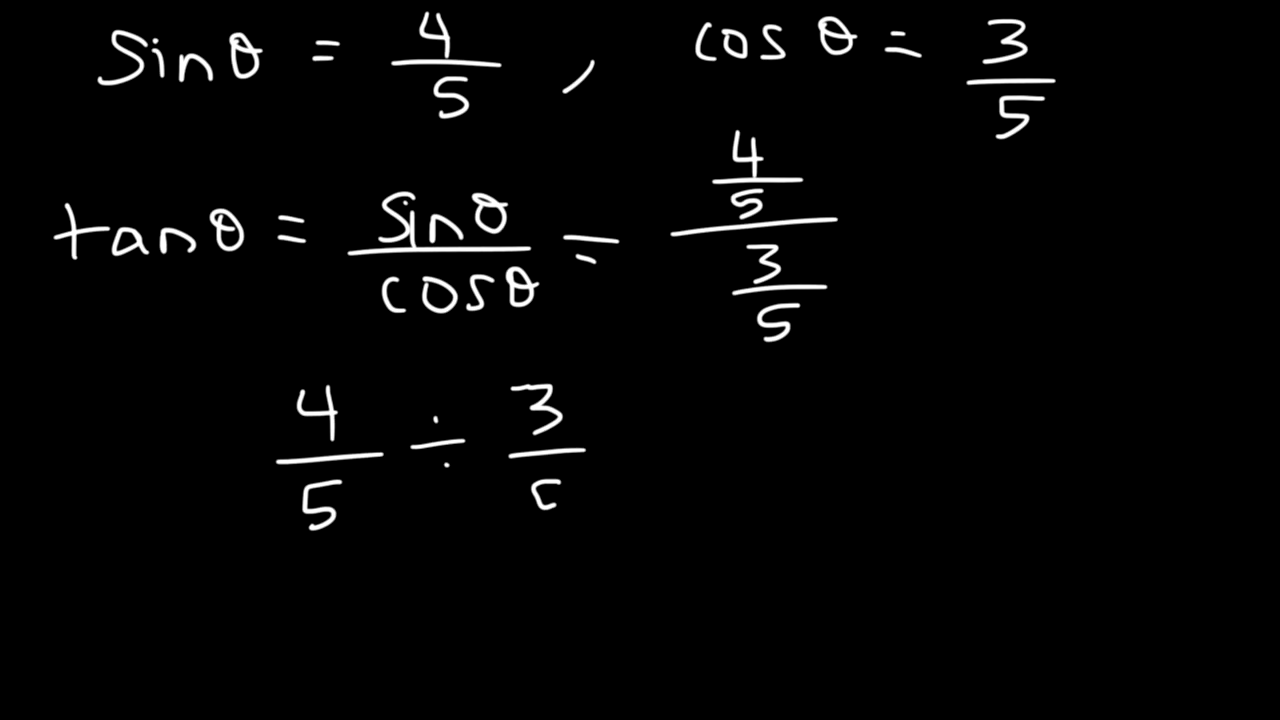 sinθ = 4/5 , cosθ = 3/5
tanθ = sinθ/cosθ = (4/5)/(3/5)
4/5 ÷ 3/5